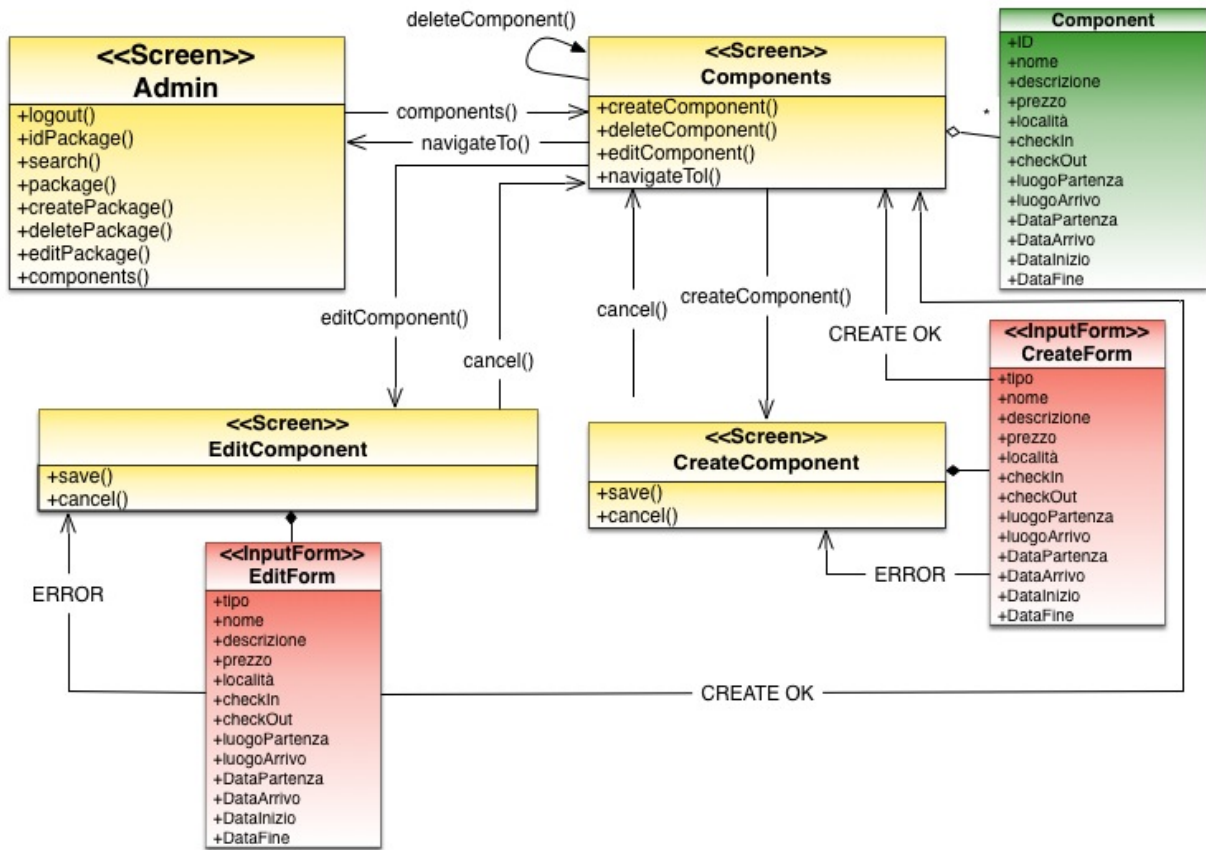 deleteComponent()
<<Screen>>
Admin
+logout()
+idPackage()
+search()
+package()
+createPackage()
+deletePackage()
+editPackage()
+components()
components()
navigateTo()
<<Screen>>
Components
+createComponent()
+deleteComponent()
+editComponent()
+navigateTol()
*
Component
+ID
+nome
+descrizione
+prezzo
+località
+checkIn
+checkOut
+luogoPartenza
+luogoArrivo
+DataPartenza
+DataArrivo
+DataInizio
+DataFine
editComponent()
cancel()
cancel()
createComponent()
CREATE OK
<<InputForm>>
CreateForm
+tipo
+nome
+descrizione
+prezzo
+località
+checkIn
+checkOut
+luogoPartenza
+luogoArrivo
+DataPartenza
+DataArrivo
+DataInizio
+DataFine
<<Screen>>
EditComponent
+save()
+cancel()
<<Screen>>
CreateComponent
+save()
+cancel()
ERROR
ERROR
<<InputForm>>
EditForm
+tipo
+nome
+descrizione
+prezzo
+località
+checkIn
+checkOut
+luogoPartenza
+luogoArrivo
+DataPartenza
+DataArrivo
+DataInizio
+DataFine
CREATE OK